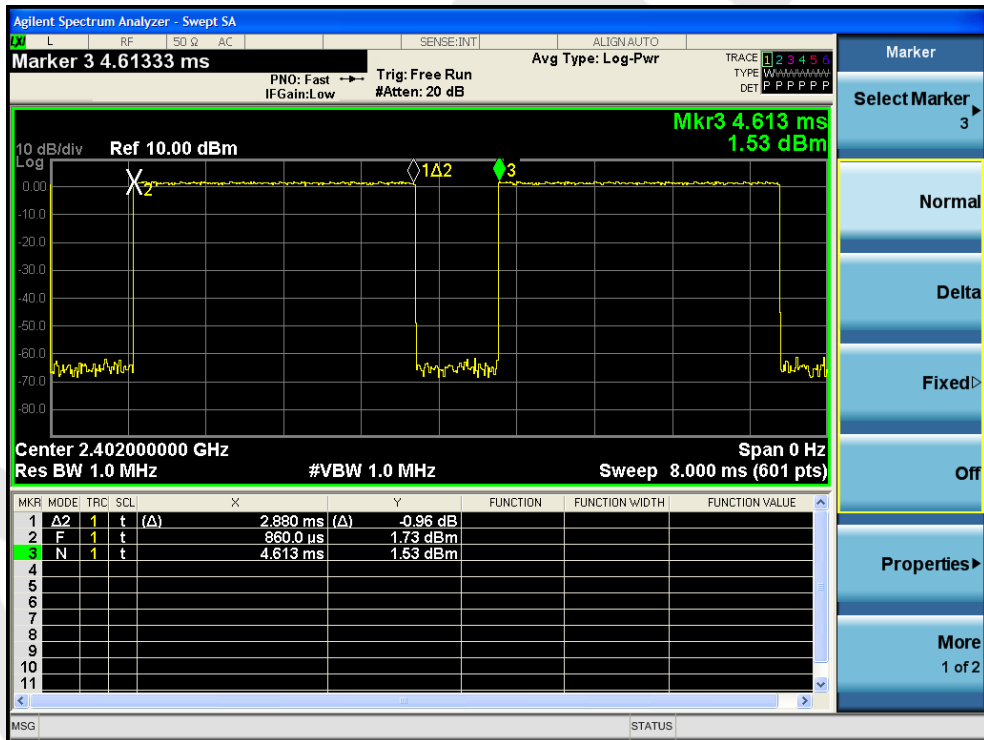 Agilent Spectrum Analyzer - Swept SA
LXI L RF 50 Ω AC SENSE:INT ALIGNAUTO
Marker 3 4.61333 ms
PNO: Fast
IFGain:Low
Trig: Free Run
#Atten: 20 dB
Avg Type: Log-Pwr
TRACE 1 2 3 4 5 6
TYPE WWWWWW
DET P P P P P P
Mkr3 4.613 ms
1.53 dBm
10 dB/div Ref 10.00 dBm
Log
1Δ2
3
2
0.00
-10.0
-20.0
-30.0
-40.0
-50.0
-60.0
-70.0
-80.0
Center 2.402000000 GHz Span 0 Hz
Res BW 1.0 MHz #VBW 1.0 MHz Sweep 8.000 ms (601 pts)
MKR MODE TRC SCL X Y FUNCTION FUNCTION WIDTH FUNCTION VALUE
1 Δ2 1 t (Δ) 2.880 ms (Δ) -0.96 dB
2 F 1 t 860.0 µs 1.73 dBm
3 N 1 t 4.613 ms 1.53 dBm
4
5
6
7
8
9
10
11
MSG STATUS
Marker
Select Marker
3
Normal
Delta
Fixed
Off
Properties
More
1 of 2